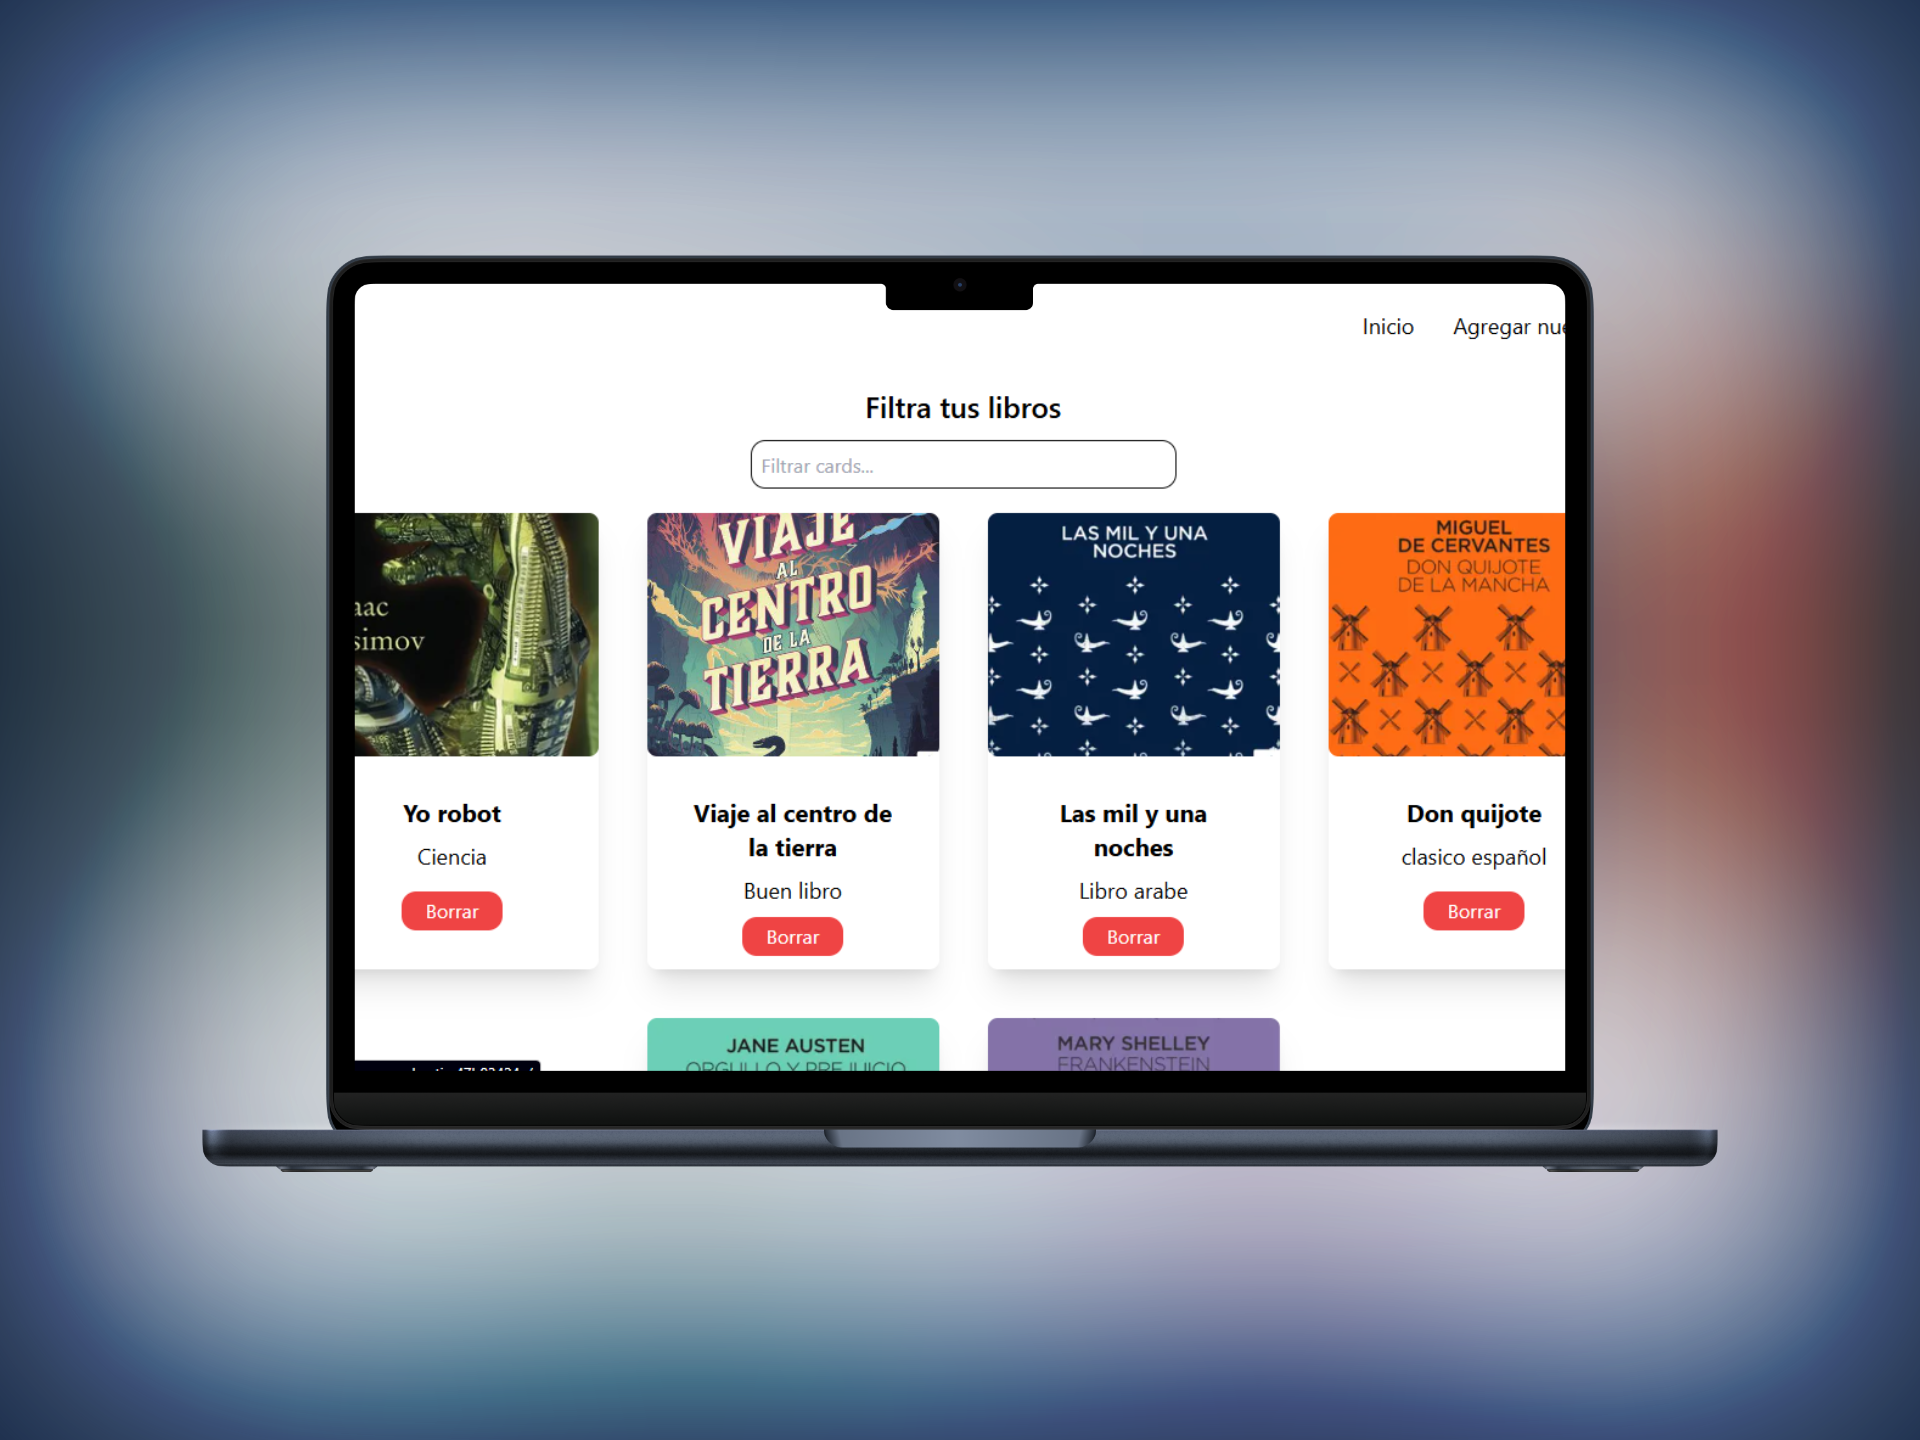 Inicio
Agregar
Filtra tus libros
Filtrar cards...
VIAJE
AL
CENTRO
DE LA
TIERRA
LAS MIL Y UNA
NOCHES
MIGUEL
DE CERVANTES
DON QUIJOTE
DE LA MANCHA
Yo robot
Ciencia
Borrar
Viaje al centro de
la tierra
Buen libro
Borrar
Las mil y una
noches
Libro arabe
Borrar
Don quijote
clasico español
Borrar
JANE AUSTEN
ORGULLO Y PREJUICIO
MARY SHELLEY
FRANKENSTEIN